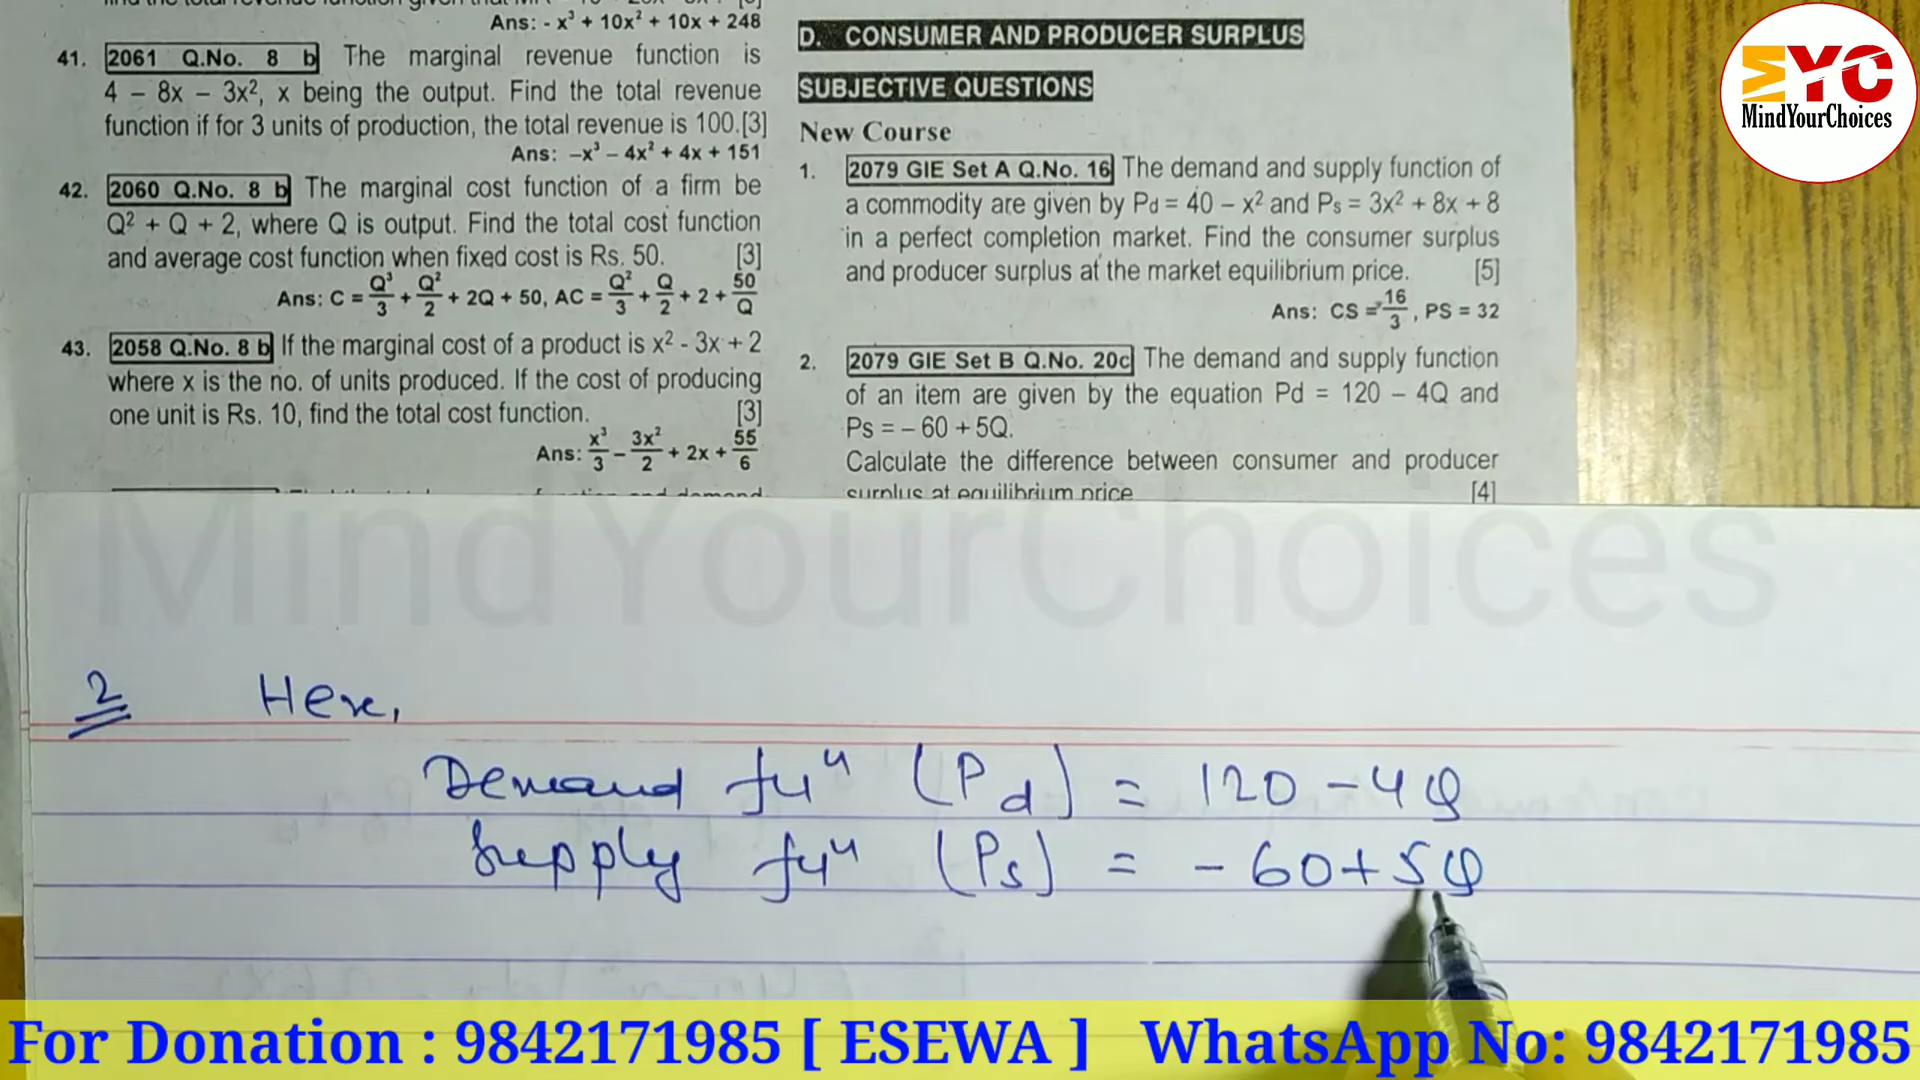 Ans: - x³ + 10x² + 10x + 248
41. 2061 Q.No. 8 b The marginal revenue function is
4 – 8x – 3x², x being the output. Find the total revenue
function if for 3 units of production, the total revenue is 100.[3]
Ans: –x³ – 4x² + 4x + 151
42. 2060 Q.No. 8 b The marginal cost function of a firm be
Q² + Q + 2, where Q is output. Find the total cost function
and average cost function when fixed cost is Rs. 50. [3]
Ans: C = Q³/3 + Q²/2 + 2Q + 50, AC = Q²/3 + Q/2 + 2 + 50/Q
43. 2058 Q.No. 8 b If the marginal cost of a product is x² - 3x + 2
where x is the no. of units produced. If the cost of producing
one unit is Rs. 10, find the total cost function. [3]
Ans: x³/3 – 3x²/2 + 2x + 55/6
D. CONSUMER AND PRODUCER SURPLUS
SUBJECTIVE QUESTIONS
New Course
1. 2079 GIE Set A Q.No. 16 The demand and supply function of
a commodity are given by Pd = 40 – x² and Ps = 3x² + 8x + 8
in a perfect completion market. Find the consumer surplus
and producer surplus at the market equilibrium price. [5]
Ans: CS = 16/3 , PS = 32
2. 2079 GIE Set B Q.No. 20c The demand and supply function
of an item are given by the equation Pd = 120 – 4Q and
Ps = – 60 + 5Q.
Calculate the difference between consumer and producer
surplus at equilibrium price [4]
MYC
MindYourChoices
MindYourChoices
2 Here,
Demand fuⁿ (Pd) = 120 - 4Q
Supply fuⁿ (Ps) = - 60 + 5Q
For Donation : 9842171985 [ ESEWA ] WhatsApp No: 9842171985